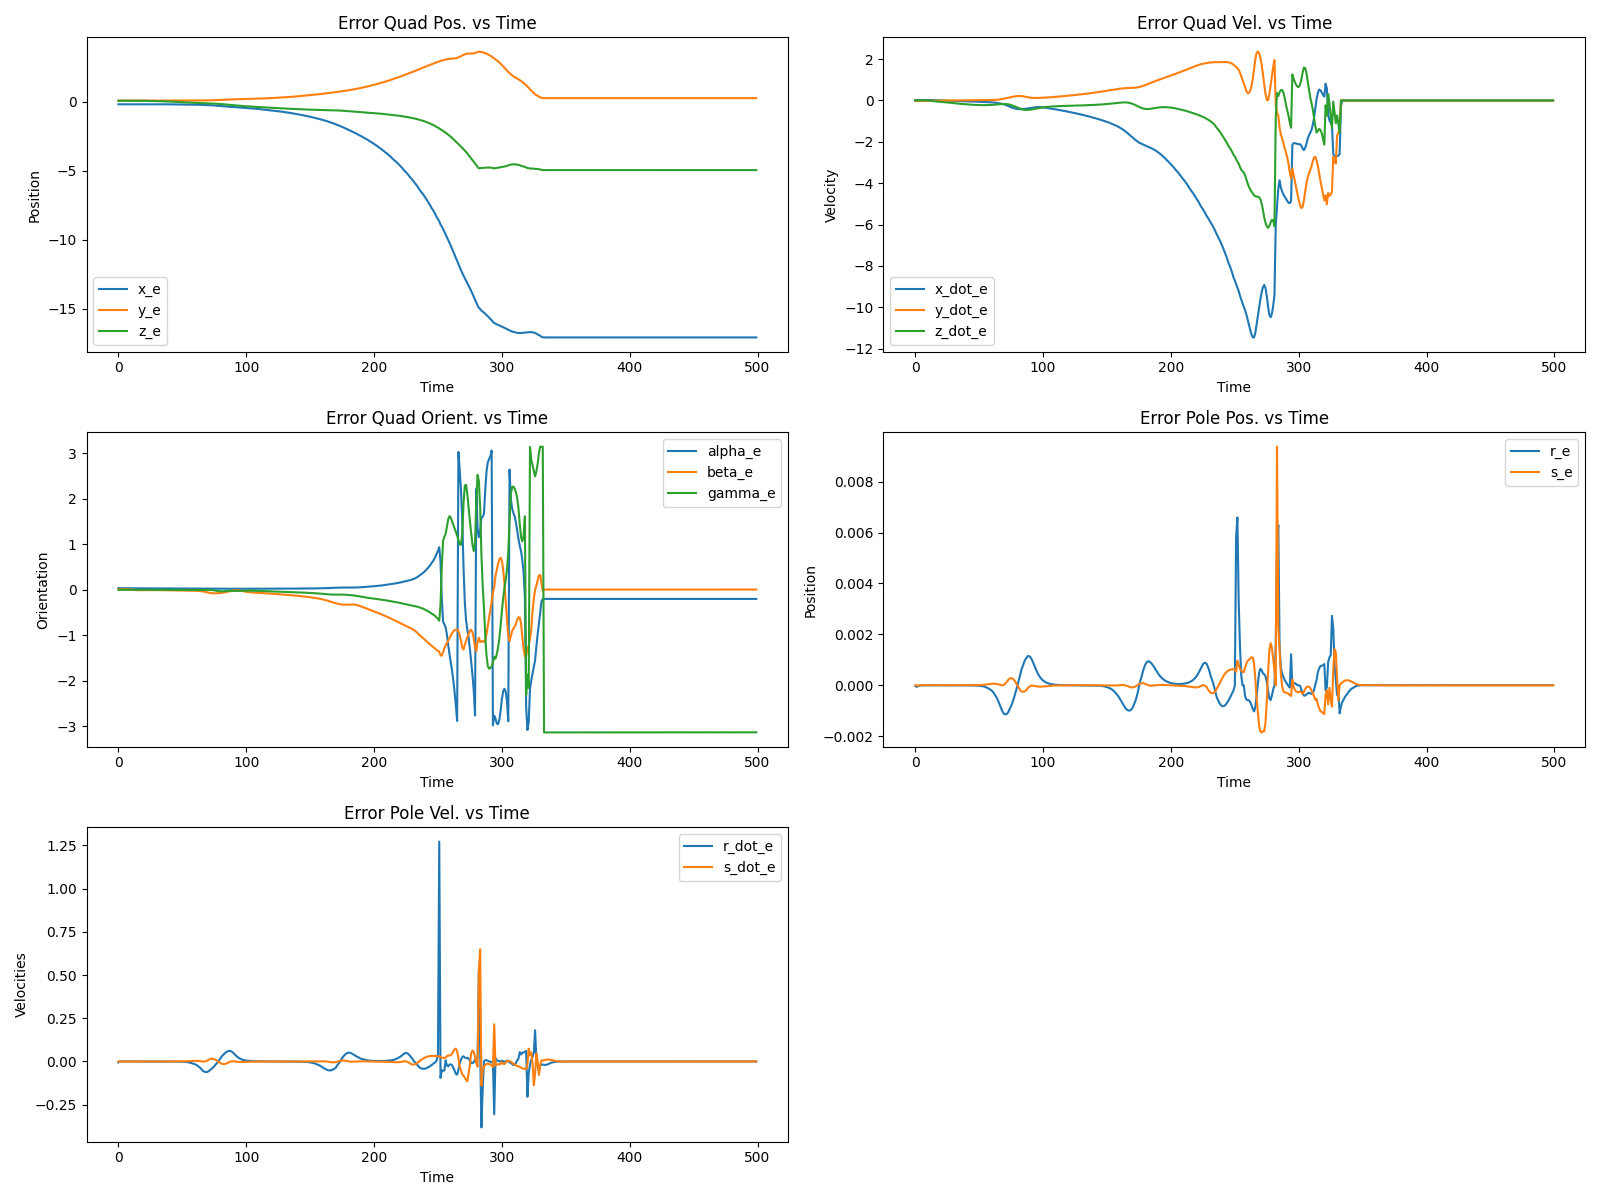 Error Quad Pos. vs Time
Position
0
−5
−10
−15
x_e
y_e
z_e
0 100 200 300 400 500
Time
Error Quad Vel. vs Time
Velocity
2
0
−2
−4
−6
−8
−10
−12
x_dot_e
y_dot_e
z_dot_e
0 100 200 300 400 500
Time
Error Quad Orient. vs Time
Orientation
3
2
1
0
−1
−2
−3
alpha_e
beta_e
gamma_e
0 100 200 300 400 500
Time
Error Pole Pos. vs Time
Position
0.008
0.006
0.004
0.002
0.000
−0.002
r_e
s_e
0 100 200 300 400 500
Time
Error Pole Vel. vs Time
Velocities
1.25
1.00
0.75
0.50
0.25
0.00
−0.25
r_dot_e
s_dot_e
0 100 200 300 400 500
Time